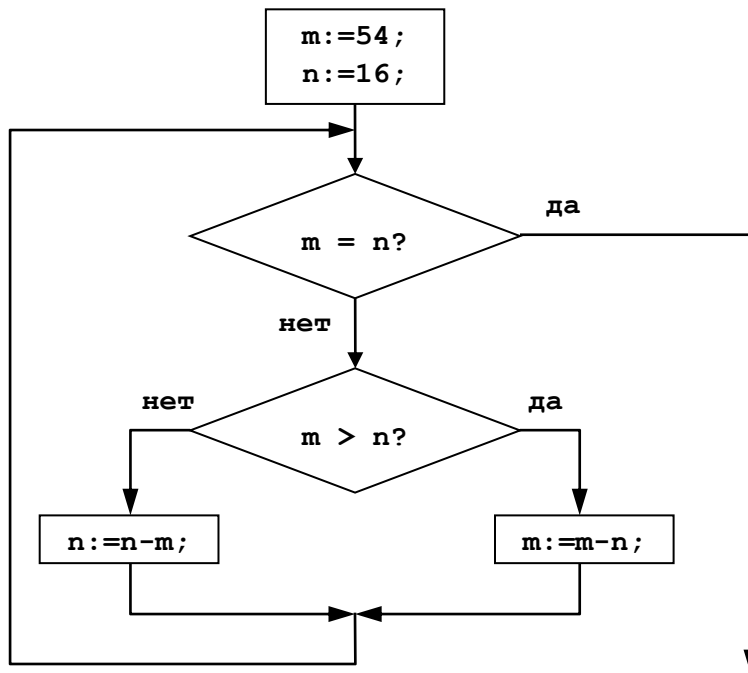 m:=54;
n:=16;
да
m = n?
нет
нет
да
m > n?
n:=n-m;
m:=m-n;